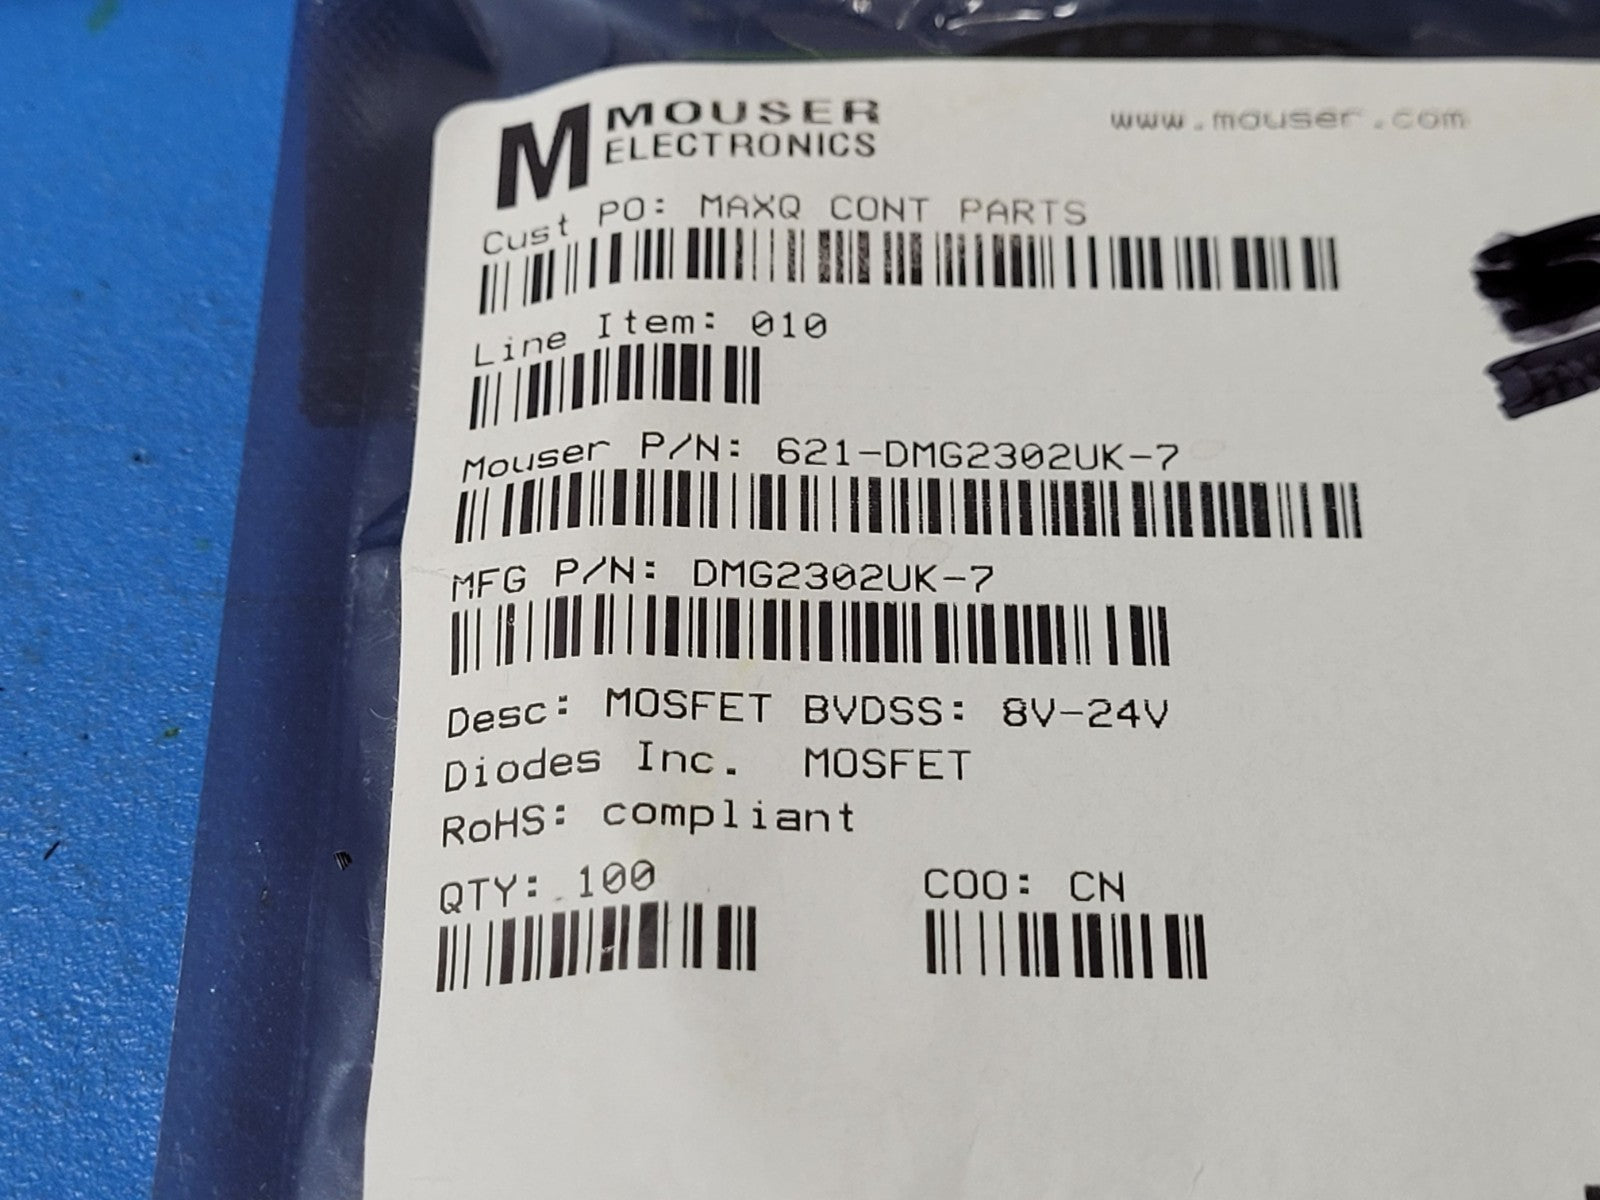 M MOUSER
ELECTRONICS
www.mouser.com
Cust PO: MAXQ CONT PARTS
Line Item: 010
Mouser P/N: 621-DMG2302UK-7
MFG P/N: DMG2302UK-7
Desc: MOSFET BVDSS: 8V-24V
Diodes Inc. MOSFET
RoHS: compliant
QTY: 100
COO: CN